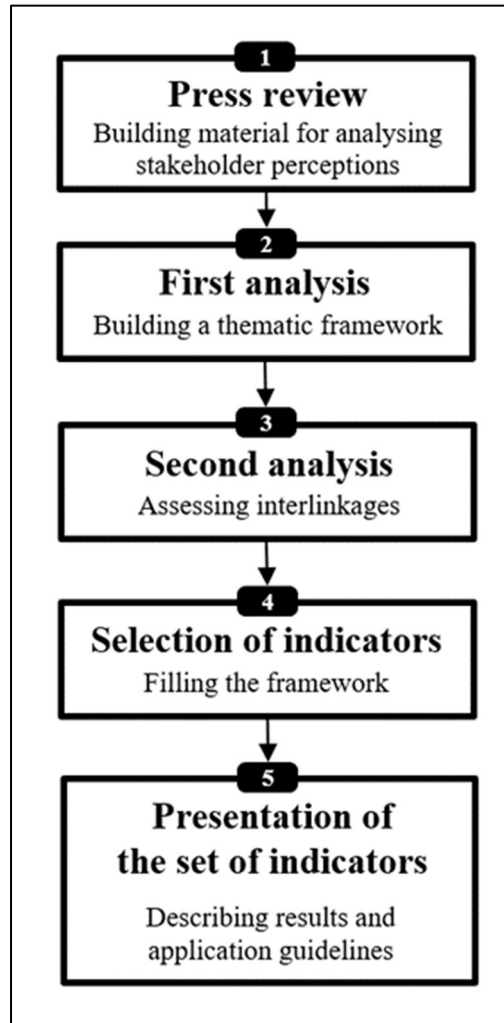 1
Press review
Building material for analysing
stakeholder perceptions
2
First analysis
Building a thematic framework
3
Second analysis
Assessing interlinkages
4
Selection of indicators
Filling the framework
5
Presentation of
the set of indicators
Describing results and
application guidelines